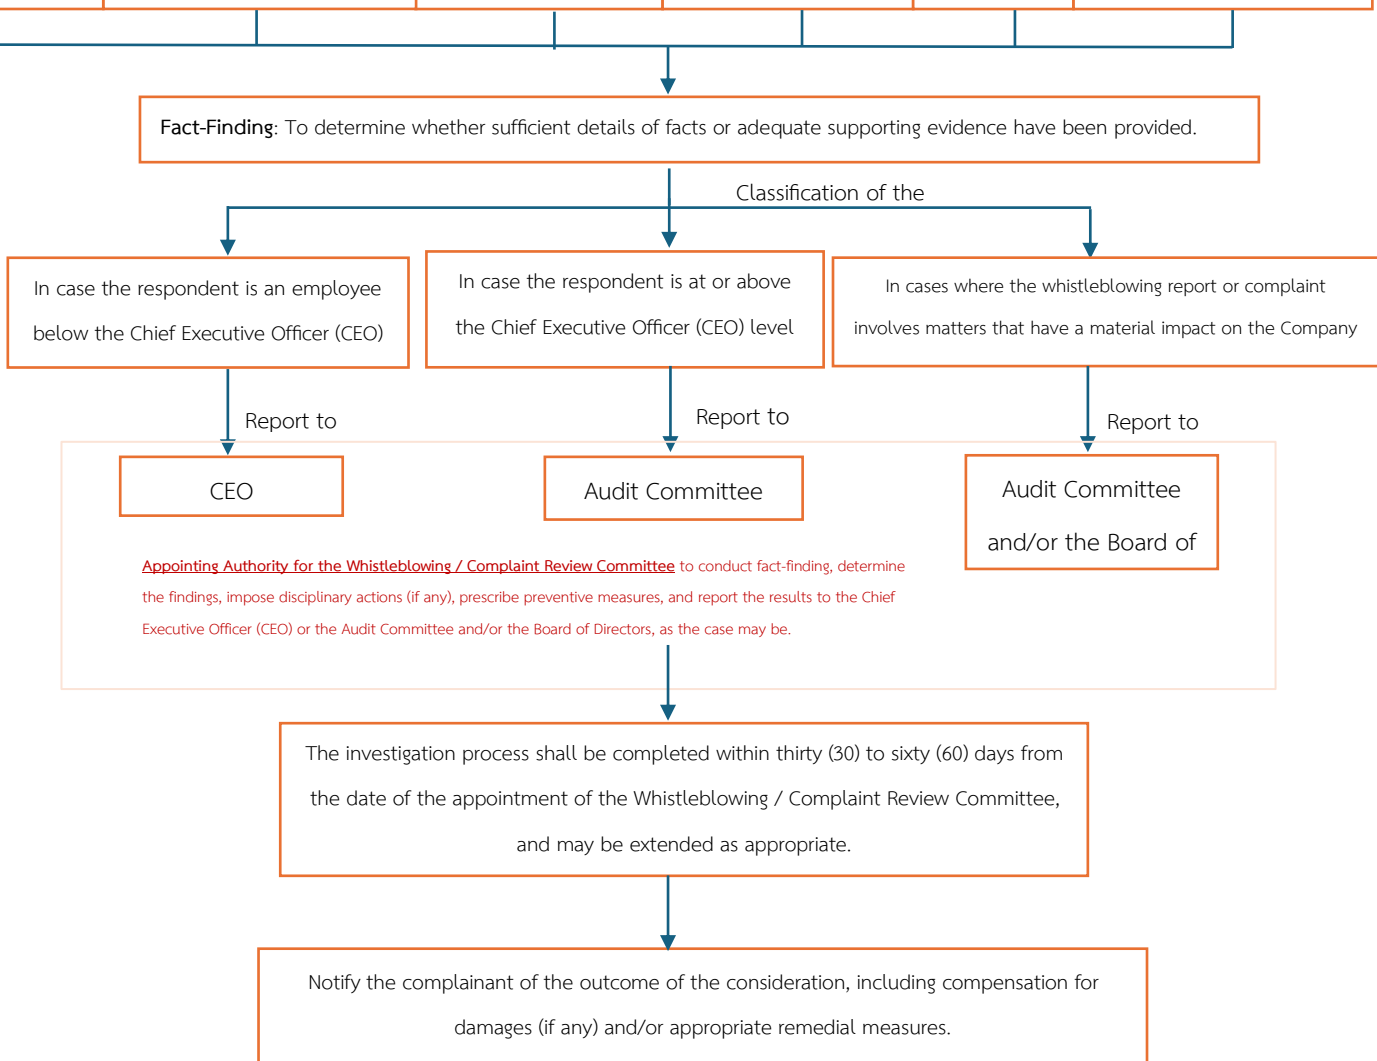 Fact-Finding: To determine whether sufficient details of facts or adequate supporting evidence have been provided.
Classification of the
In case the respondent is an employee
below the Chief Executive Officer (CEO)
In case the respondent is at or above
the Chief Executive Officer (CEO) level
In cases where the whistleblowing report or complaint
involves matters that have a material impact on the Company
Report to
Report to
Report to
CEO
Audit Committee
Audit Committee
and/or the Board of
Appointing Authority for the Whistleblowing / Complaint Review Committee to conduct fact-finding, determine
the findings, impose disciplinary actions (if any), prescribe preventive measures, and report the results to the Chief
Executive Officer (CEO) or the Audit Committee and/or the Board of Directors, as the case may be.
The investigation process shall be completed within thirty (30) to sixty (60) days from
the date of the appointment of the Whistleblowing / Complaint Review Committee,
and may be extended as appropriate.
Notify the complainant of the outcome of the consideration, including compensation for
damages (if any) and/or appropriate remedial measures.